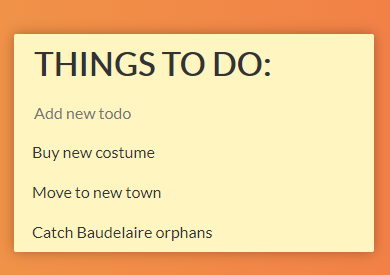 THINGS TO DO:
Add new todo
Buy new costume
Move to new town
Catch Baudelaire orphans